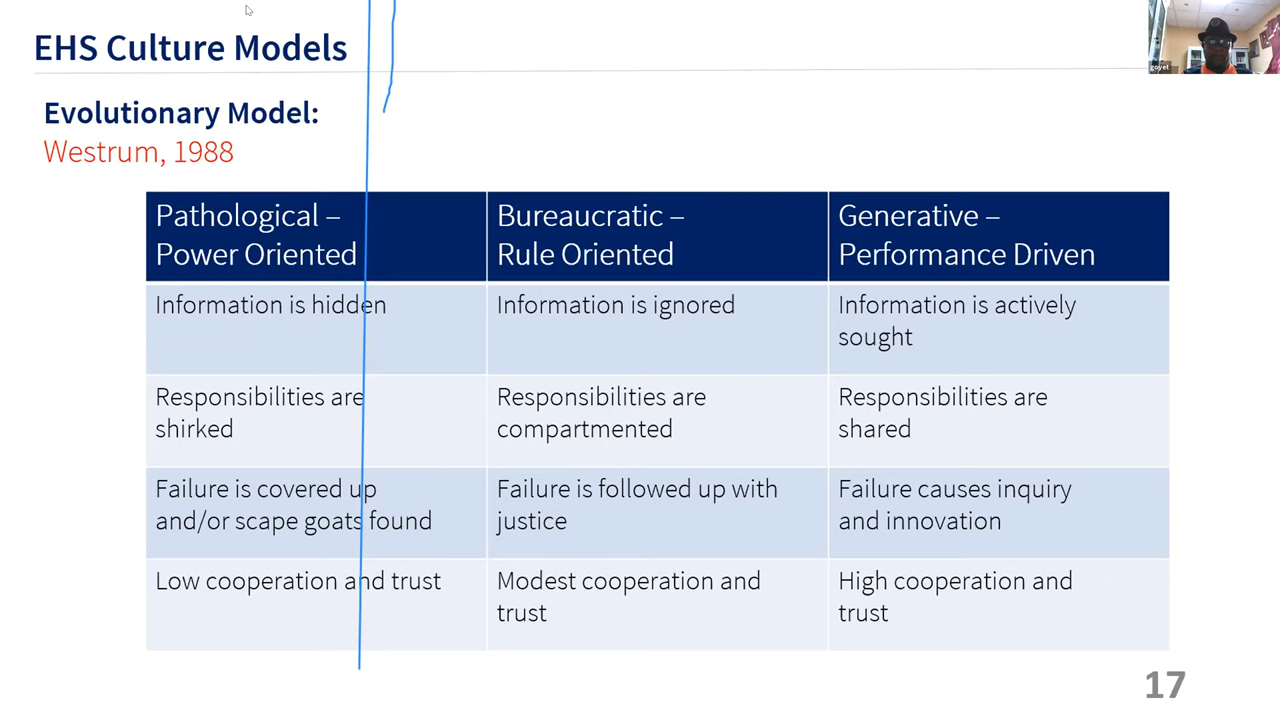 EHS Culture Models
goyet
Evolutionary Model:
Westrum, 1988
Pathological –
Power Oriented
Bureaucratic –
Rule Oriented
Generative –
Performance Driven
Information is hidden
Information is ignored
Information is actively
sought
Responsibilities are
shirked
Responsibilities are
compartmented
Responsibilities are
shared
Failure is covered up
and/or scape goats found
Failure is followed up with
justice
Failure causes inquiry
and innovation
Low cooperation and trust
Modest cooperation and
trust
High cooperation and
trust
17